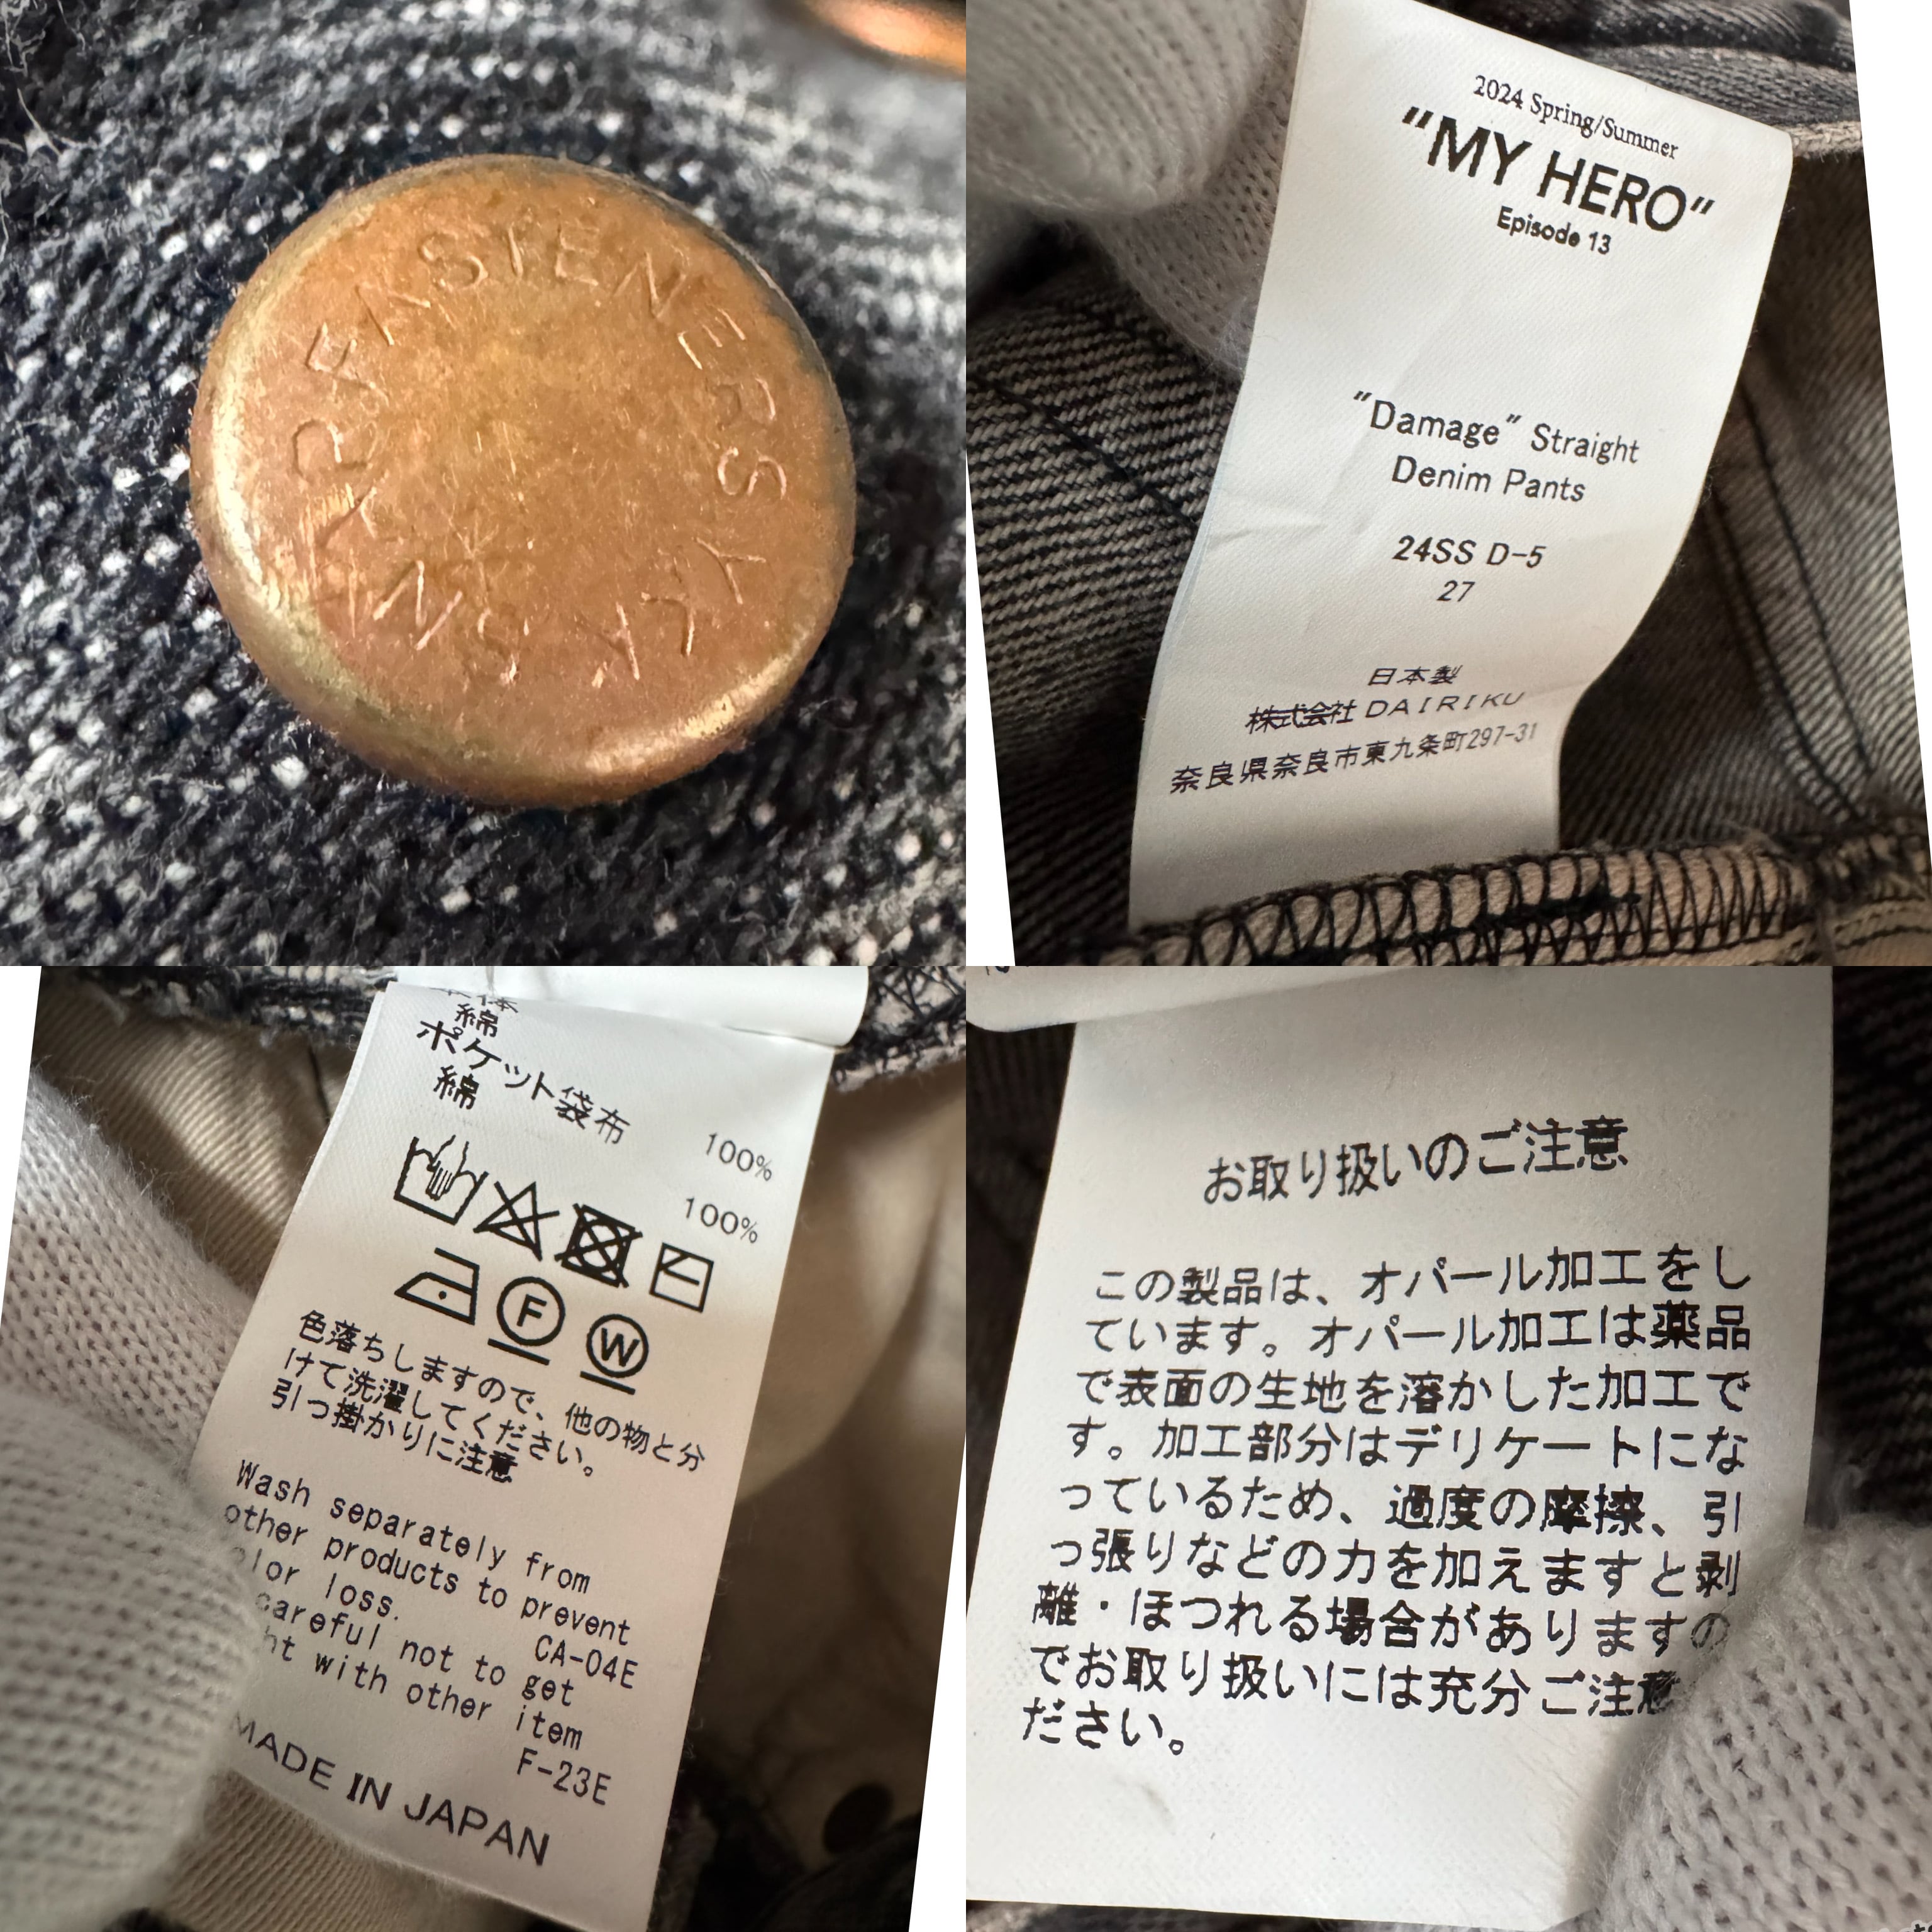 SNAP FASTENERS YKK
2024 Spring/Summer
"MY HERO"
Episode 13
"Damage" Straight
Denim Pants
24SS D-5
27
日本製
株式会社 DAIRIKU
奈良県奈良市東九条町297-31
綿 100%
ポケット袋布
綿 100%
F
W
色落ちしますので、他の物と分
けて洗濯してください。
引っ掛かりに注意
Wash separately from
other products to prevent
loss.
CA-04E
careful not to get
with other item
F-23E
MADE IN JAPAN
お取り扱いのご注意
この製品は、オパール加工をし
ています。オパール加工は薬品
で表面の生地を溶かした加工で
す。加工部分はデリケートにな
っているため、過度の摩擦、引
っ張りなどの力を加えますと剥
離・ほつれる場合がありますの
でお取り扱いには充分ご注意
ださい。